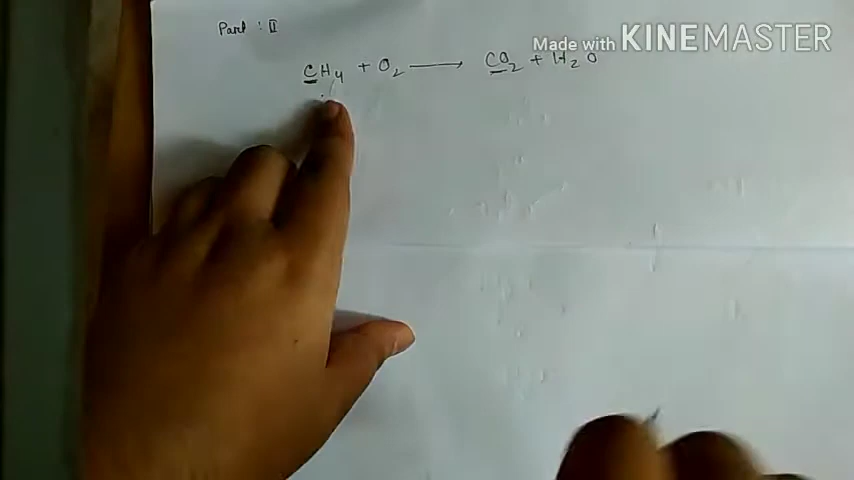 Part : II
Made with KINEMASTER
CH4 + O2 ⟶ CO2 + H2O